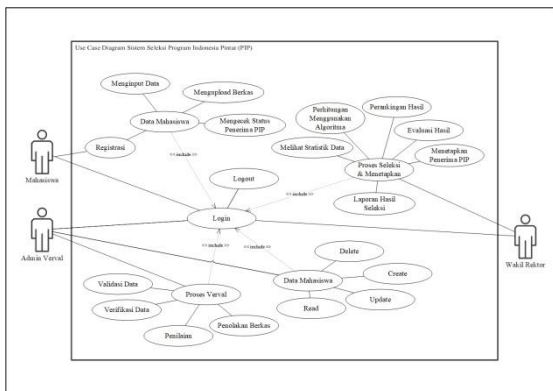 Use Case Diagram Sistem Seleksi Program Indonesia Pintar (PIP)
Menginput Data
Mengupload Berkas
Data Mahasiswa
Mengecek Status
Penerima PIP
Registrasi
Mahasiswa
<< include >>
Perhitungan
Menggunakan
Algoritma
Perankingan Hasil
Evaluasi Hasil
Melihat Statistik Data
Proses Seleksi
& Menetapkan
Menetapkan
Penerima PIP
Laporan Hasil
Seleksi
<< include >>
Logout
Login
Admin Verval
Wakil Rektor
<< include >>
<< include >>
Delete
Data Mahasiswa
Create
Update
Read
Validasi Data
Proses Verval
Verifikasi Data
Penilaian
Penolakan Berkas